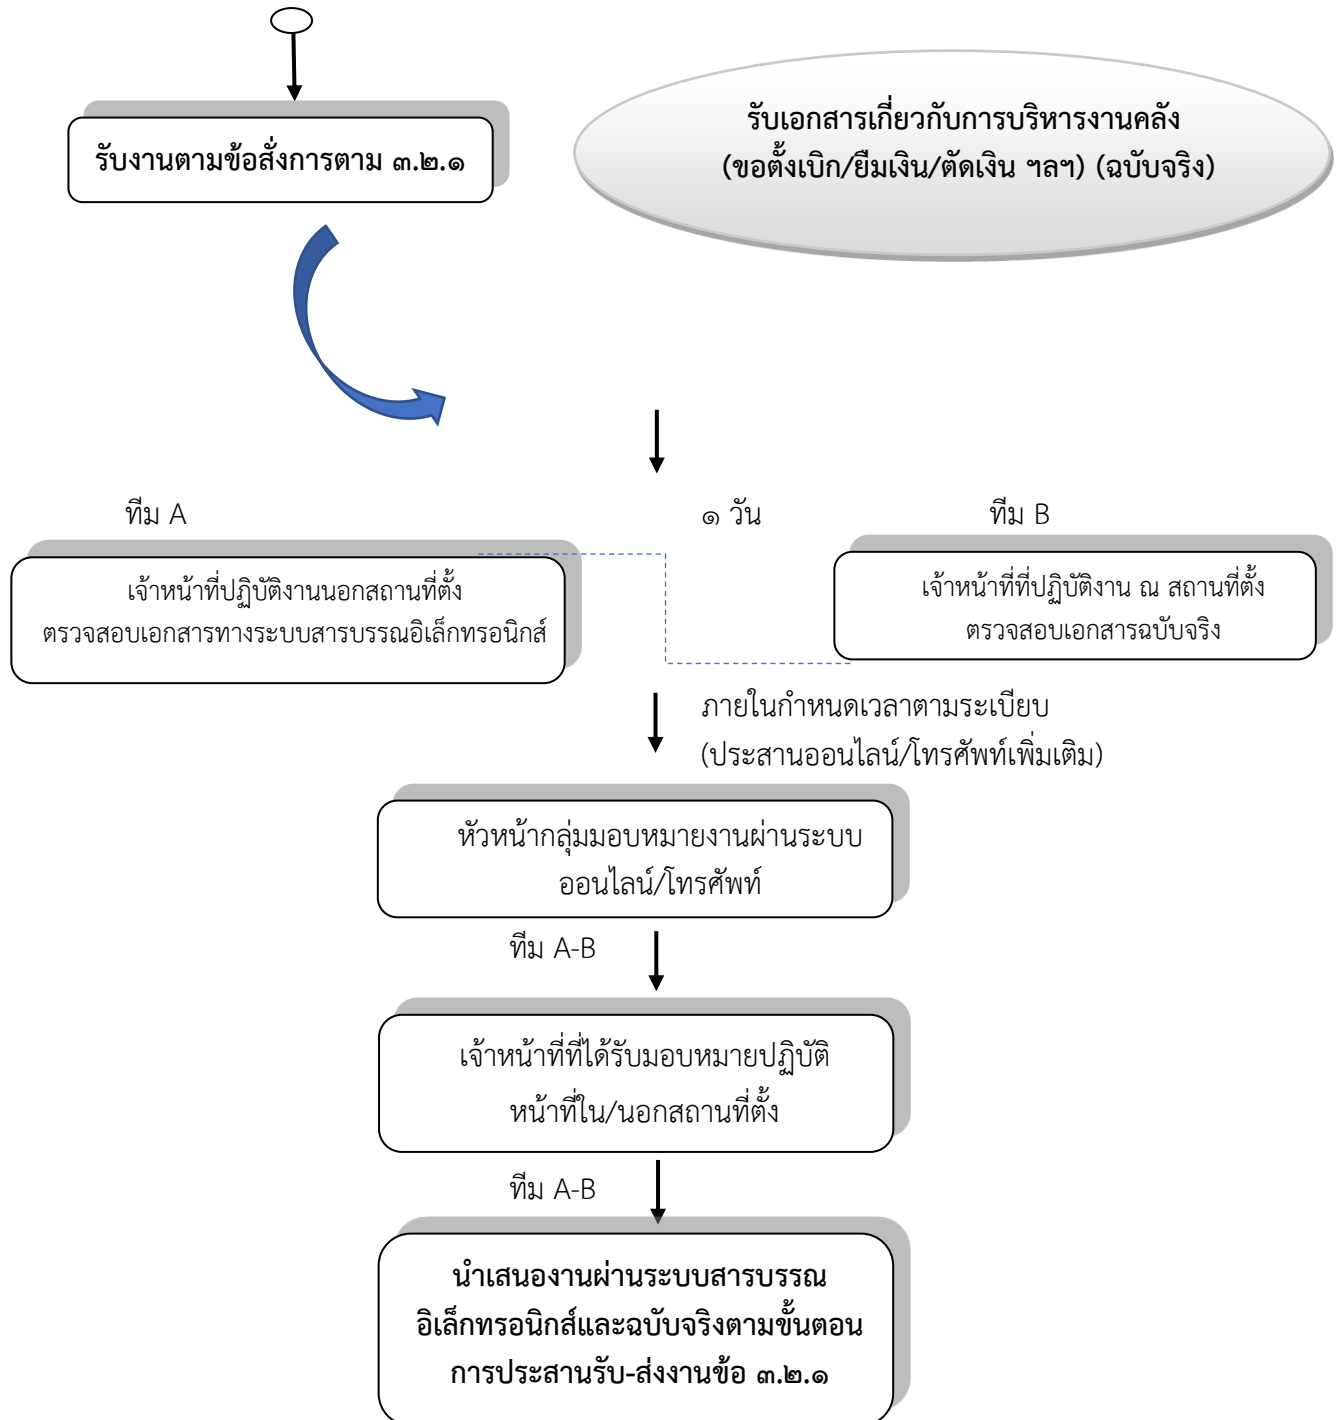 รับงานตามข้อสั่งการตาม ๓.๒.๑
รับเอกสารเกี่ยวกับการบริหารงานคลัง
(ขอตั้งเบิก/ยืมเงิน/ตัดเงิน ฯลฯ) (ฉบับจริง)
ทีม A
๑ วัน
ทีม B
เจ้าหน้าที่ปฏิบัติงานนอกสถานที่ตั้ง
ตรวจสอบเอกสารทางระบบสารบรรณอิเล็กทรอนิกส์
เจ้าหน้าที่ที่ปฏิบัติงาน ณ สถานที่ตั้ง
ตรวจสอบเอกสารฉบับจริง
ภายในกำหนดเวลาตามระเบียบ
(ประสานออนไลน์/โทรศัพท์เพิ่มเติม)
หัวหน้ากลุ่มมอบหมายงานผ่านระบบ
ออนไลน์/โทรศัพท์
ทีม A-B
เจ้าหน้าที่ที่ได้รับมอบหมายปฏิบัติ
หน้าที่ใน/นอกสถานที่ตั้ง
ทีม A-B
นำเสนองานผ่านระบบสารบรรณ
อิเล็กทรอนิกส์และฉบับจริงตามขั้นตอน
การประสานรับ-ส่งงานข้อ ๓.๒.๑